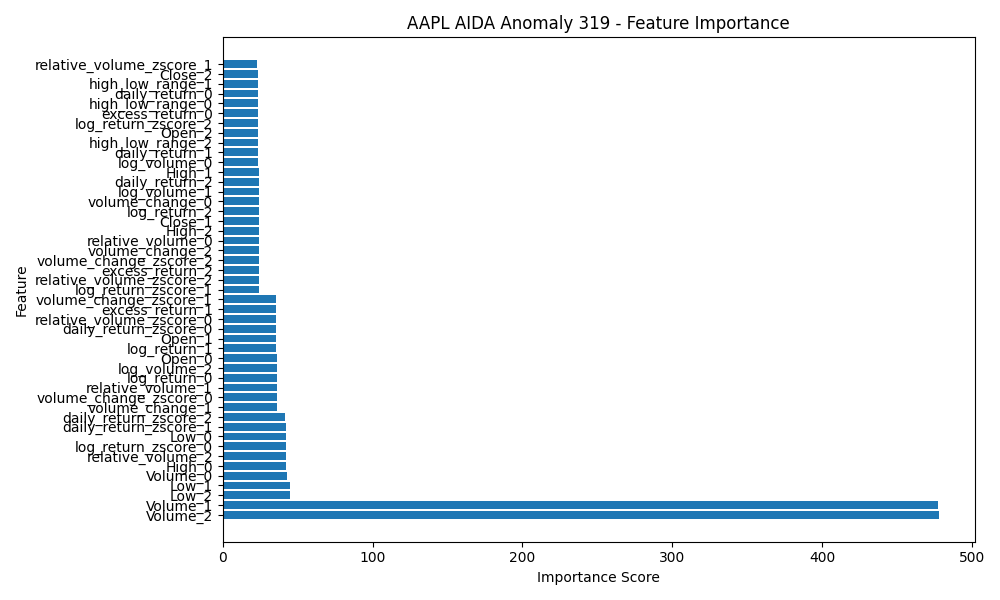 AAPL AIDA Anomaly 319 - Feature Importance
relative_volume_zscore_1
Close_2
high_low_range_1
daily_return_0
high_low_range_0
excess_return_0
log_return_zscore_2
Open_2
high_low_range_2
daily_return_1
log_volume_0
High_1
daily_return_2
log_volume_1
volume_change_0
log_return_2
Close_1
High_2
relative_volume_0
volume_change_2
volume_change_zscore_2
excess_return_2
relative_volume_zscore_2
log_return_zscore_1
volume_change_zscore_1
excess_return_1
relative_volume_zscore_0
daily_return_zscore_0
Open_1
log_return_1
Open_0
log_volume_2
log_return_0
relative_volume_1
volume_change_zscore_0
volume_change_1
daily_return_zscore_2
daily_return_zscore_1
Low_0
log_return_zscore_0
relative_volume_2
High_0
Volume_0
Low_1
Low_2
Volume_1
Volume_2
Feature
0 100 200 300 400 500
Importance Score